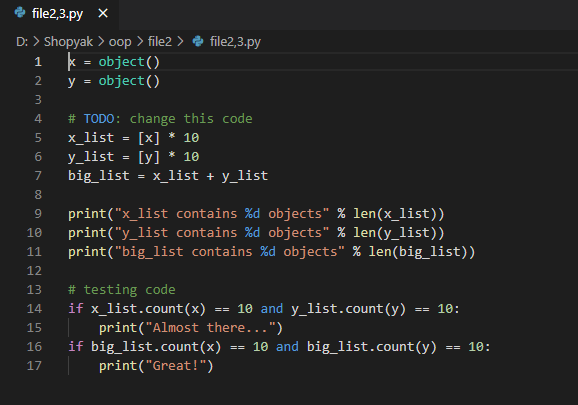 file2,3.py
D: > Shopyak > oop > file2 > file2,3.py
1 x = object()
2 y = object()
3
4 # TODO: change this code
5 x_list = [x] * 10
6 y_list = [y] * 10
7 big_list = x_list + y_list
8
9 print("x_list contains %d objects" % len(x_list))
10 print("y_list contains %d objects" % len(y_list))
11 print("big_list contains %d objects" % len(big_list))
12
13 # testing code
14 if x_list.count(x) == 10 and y_list.count(y) == 10:
15     print("Almost there...")
16 if big_list.count(x) == 10 and big_list.count(y) == 10:
17     print("Great!")